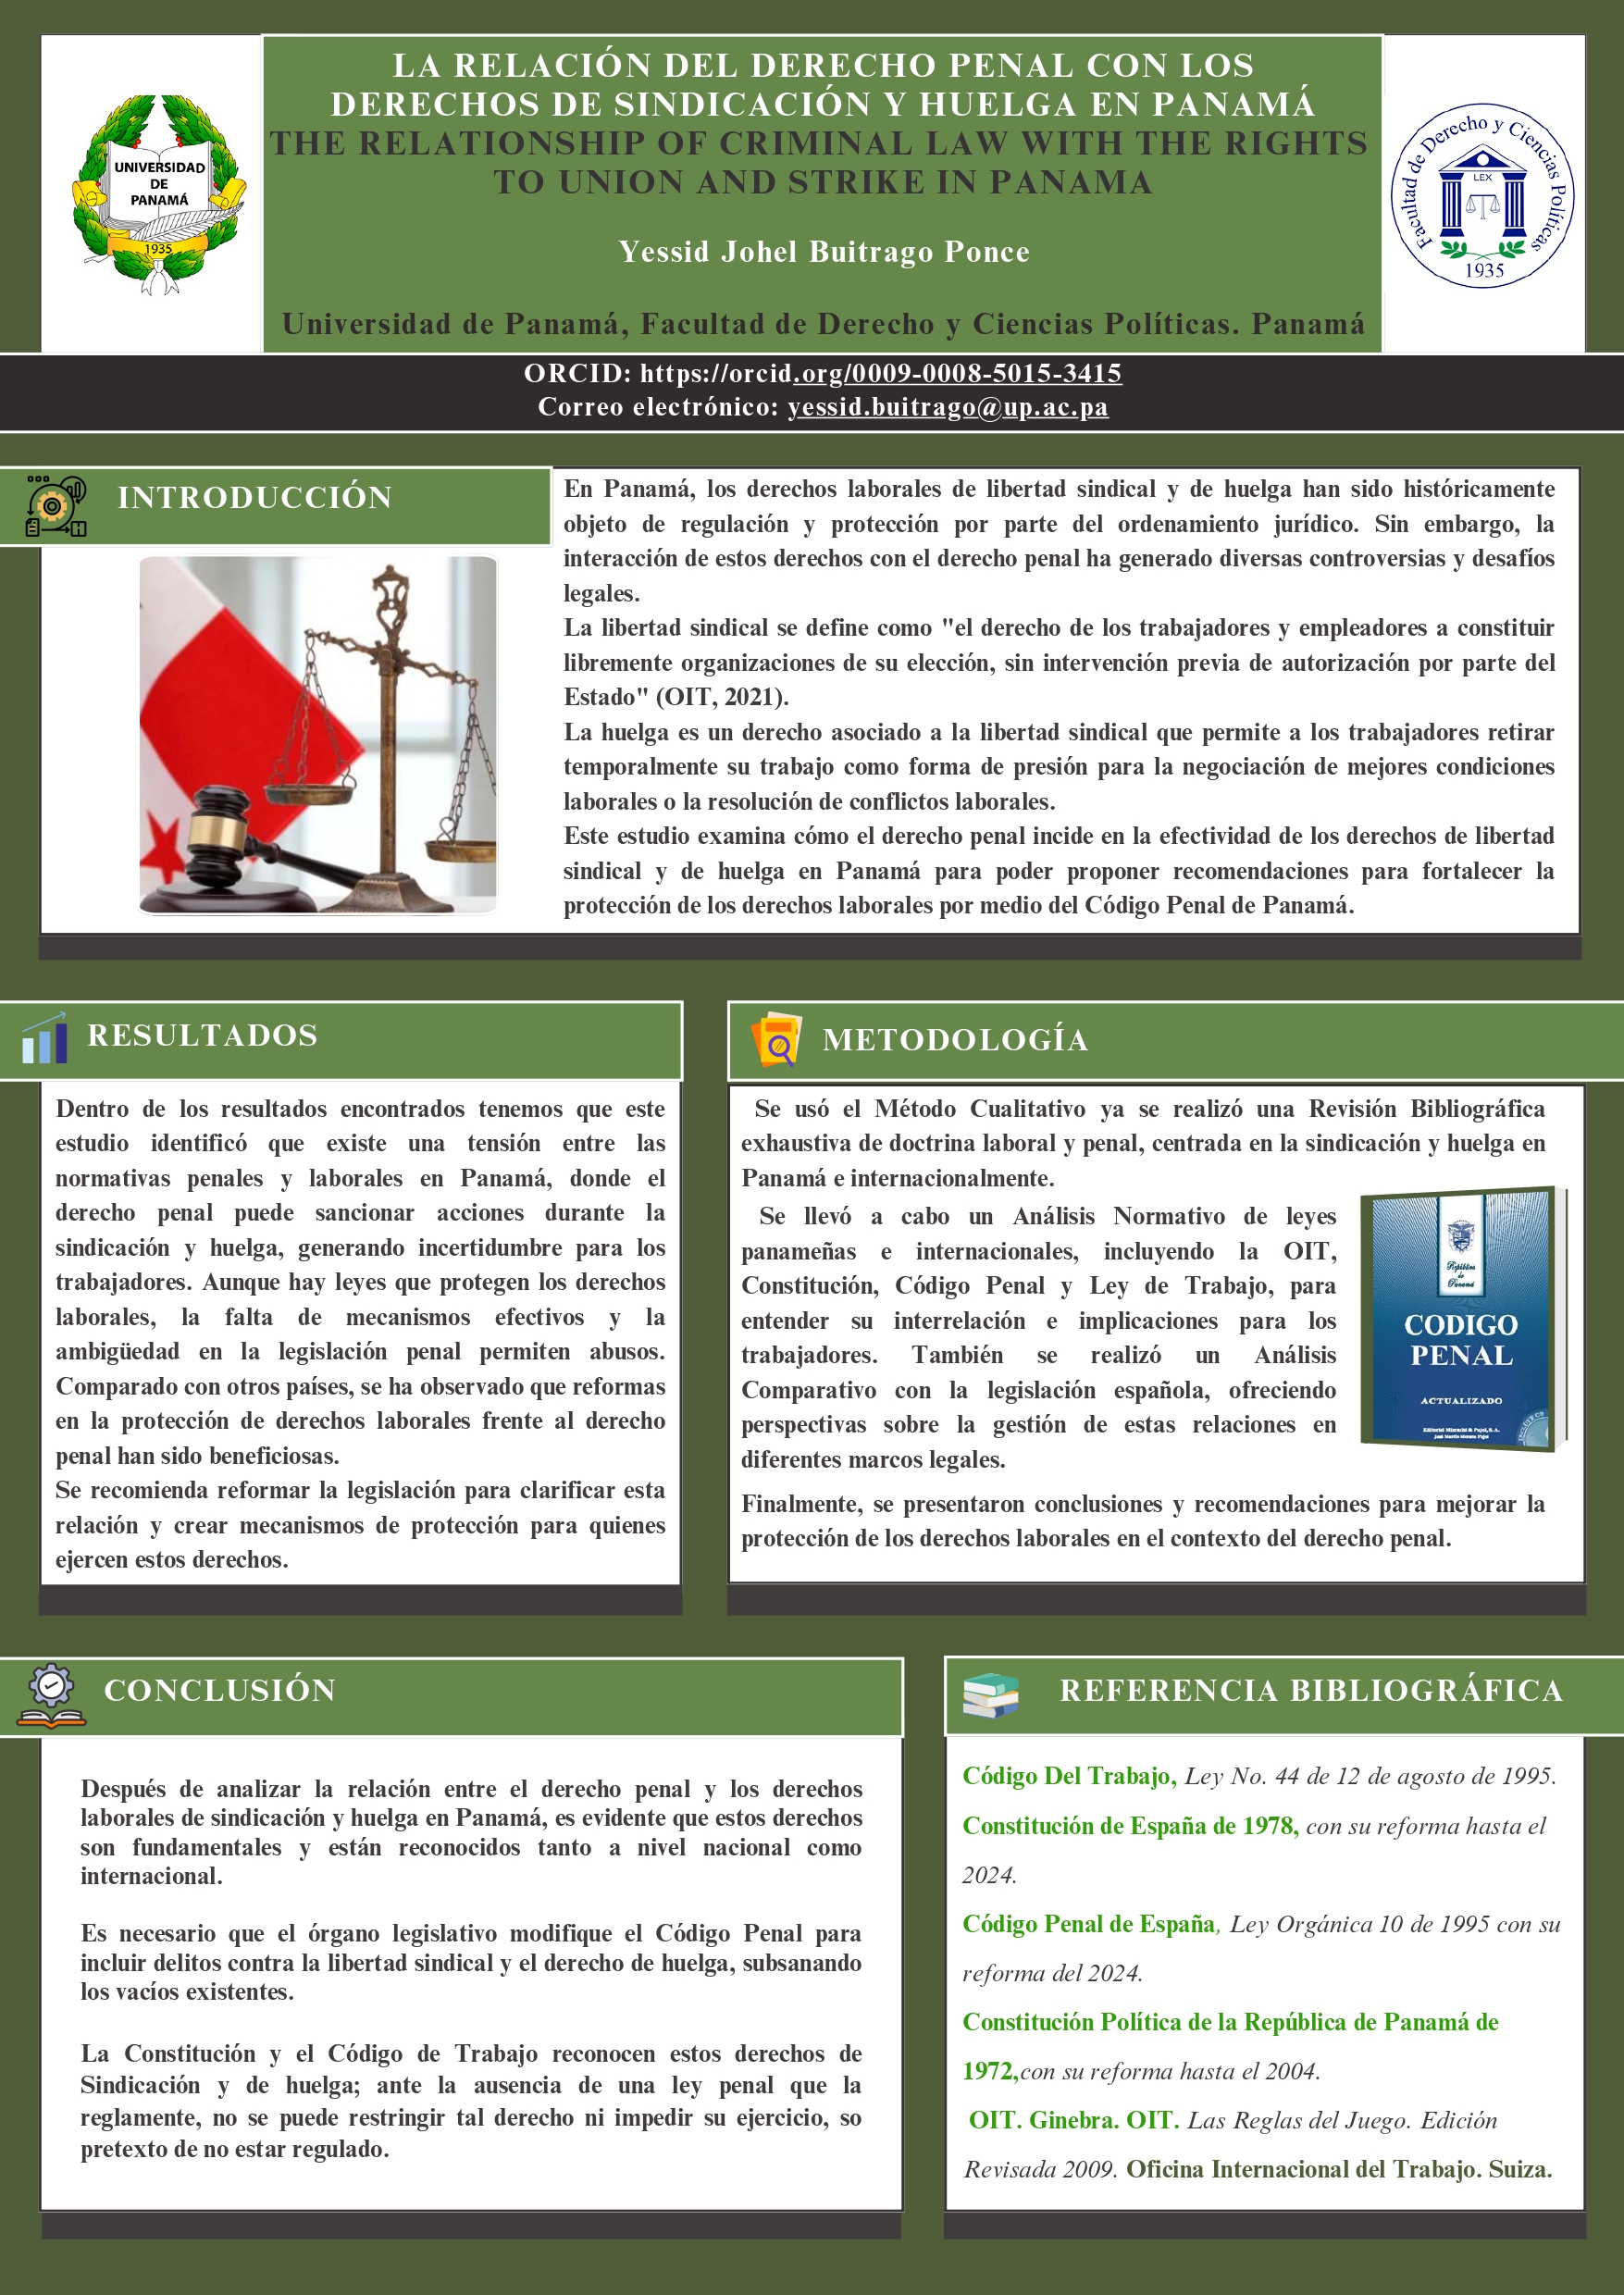 LA RELACIÓN DEL DERECHO PENAL CON LOS
DERECHOS DE SINDICACIÓN Y HUELGA EN PANAMÁ
THE RELATIONSHIP OF CRIMINAL LAW WITH THE RIGHTS
TO UNION AND STRIKE IN PANAMA
UNIVERSIDAD
DE
PANAMÁ
1935
Facultad de Derecho y Ciencias Políticas
LEX
1935
Yessid Johel Buitrago Ponce
Universidad de Panamá, Facultad de Derecho y Ciencias Políticas. Panamá
ORCID: https://orcid.org/0009-0008-5015-3415
Correo electrónico: yessid.buitrago@up.ac.pa
INTRODUCCIÓN
En Panamá, los derechos laborales de libertad sindical y de huelga han sido históricamente
objeto de regulación y protección por parte del ordenamiento jurídico. Sin embargo, la
interacción de estos derechos con el derecho penal ha generado diversas controversias y desafíos
legales.
La libertad sindical se define como "el derecho de los trabajadores y empleadores a constituir
libremente organizaciones de su elección, sin intervención previa de autorización por parte del
Estado" (OIT, 2021).
La huelga es un derecho asociado a la libertad sindical que permite a los trabajadores retirar
temporalmente su trabajo como forma de presión para la negociación de mejores condiciones
laborales o la resolución de conflictos laborales.
Este estudio examina cómo el derecho penal incide en la efectividad de los derechos de libertad
sindical y de huelga en Panamá para poder proponer recomendaciones para fortalecer la
protección de los derechos laborales por medio del Código Penal de Panamá.
RESULTADOS
Dentro de los resultados encontrados tenemos que este
estudio identificó que existe una tensión entre las
normativas penales y laborales en Panamá, donde el
derecho penal puede sancionar acciones durante la
sindicación y huelga, generando incertidumbre para los
trabajadores. Aunque hay leyes que protegen los derechos
laborales, la falta de mecanismos efectivos y la
ambigüedad en la legislación penal permiten abusos.
Comparado con otros países, se ha observado que reformas
en la protección de derechos laborales frente al derecho
penal han sido beneficiosas.
Se recomienda reformar la legislación para clarificar esta
relación y crear mecanismos de protección para quienes
ejercen estos derechos.
METODOLOGÍA
Se usó el Método Cualitativo ya se realizó una Revisión Bibliográfica
exhaustiva de doctrina laboral y penal, centrada en la sindicación y huelga en
Panamá e internacionalmente.
Se llevó a cabo un Análisis Normativo de leyes
panameñas e internacionales, incluyendo la OIT,
Constitución, Código Penal y Ley de Trabajo, para
entender su interrelación e implicaciones para los
trabajadores. También se realizó un Análisis
Comparativo con la legislación española, ofreciendo
perspectivas sobre la gestión de estas relaciones en
diferentes marcos legales.
República
de
Panamá
CODIGO
PENAL
ACTUALIZADO
Finalmente, se presentaron conclusiones y recomendaciones para mejorar la
protección de los derechos laborales en el contexto del derecho penal.
CONCLUSIÓN
Después de analizar la relación entre el derecho penal y los derechos
laborales de sindicación y huelga en Panamá, es evidente que estos derechos
son fundamentales y están reconocidos tanto a nivel nacional como
internacional.
Es necesario que el órgano legislativo modifique el Código Penal para
incluir delitos contra la libertad sindical y el derecho de huelga, subsanando
los vacíos existentes.
La Constitución y el Código de Trabajo reconocen estos derechos de
Sindicación y de huelga; ante la ausencia de una ley penal que la
reglamente, no se puede restringir tal derecho ni impedir su ejercicio, so
pretexto de no estar regulado.
REFERENCIA BIBLIOGRÁFICA
Código Del Trabajo, Ley No. 44 de 12 de agosto de 1995.
Constitución de España de 1978, con su reforma hasta el
2024.
Código Penal de España, Ley Orgánica 10 de 1995 con su
reforma del 2024.
Constitución Política de la República de Panamá de
1972,con su reforma hasta el 2004.
OIT. Ginebra. OIT. Las Reglas del Juego. Edición
Revisada 2009. Oficina Internacional del Trabajo. Suiza.